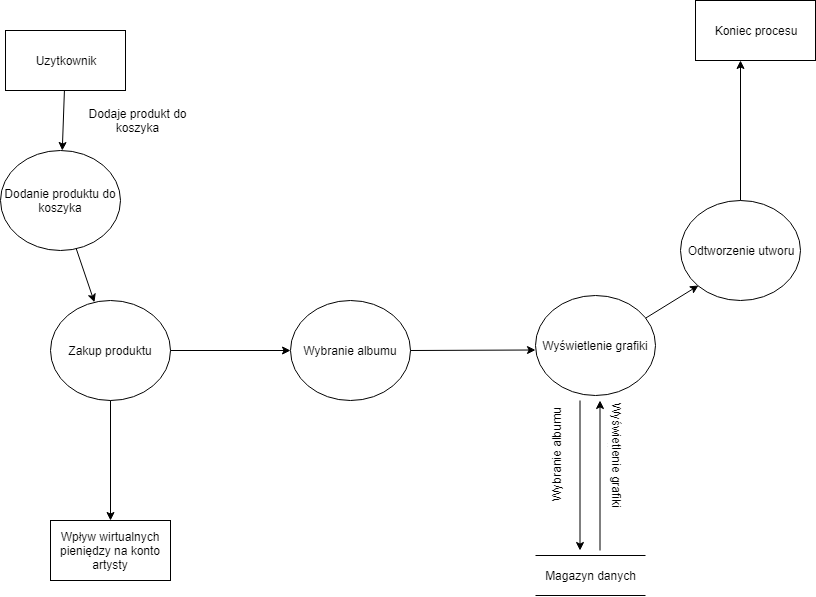 Koniec procesu
Uzytkownik
Dodaje produkt do
koszyka
Dodanie produktu do
koszyka
Odtworzenie utworu
Zakup produktu
Wybranie albumu
Wyświetlenie grafiki
Wybranie albumu
Wyświetlenie grafiki
Wpływ wirtualnych
pieniędzy na konto
artysty
Magazyn danych